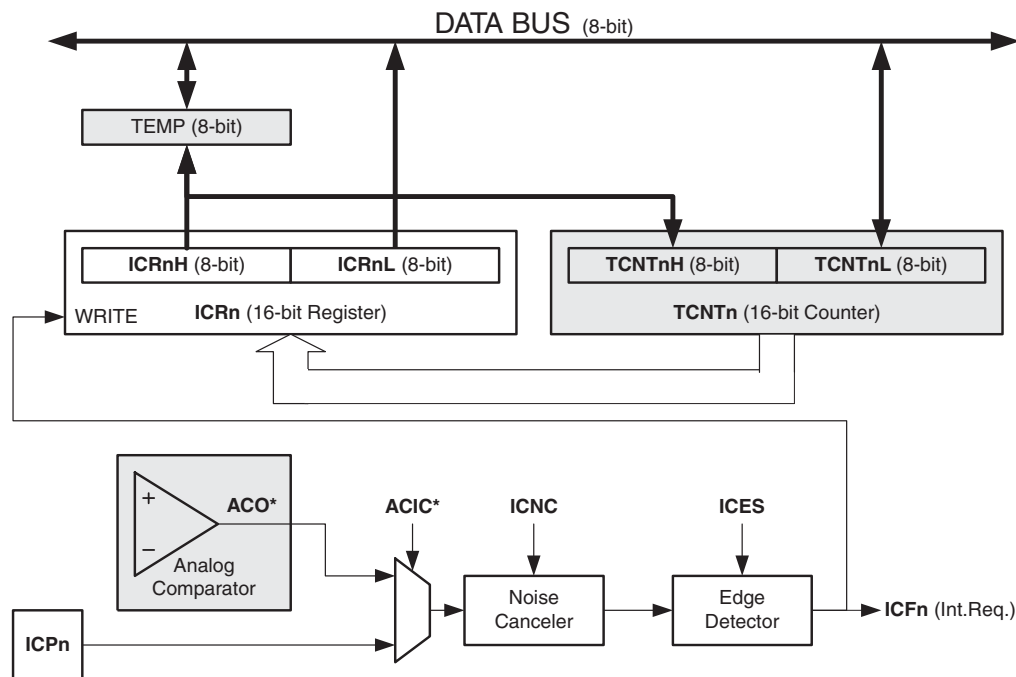 DATA BUS (8-bit)
TEMP (8-bit)
ICRnH (8-bit) ICRnL (8-bit) TCNTnH (8-bit) TCNTnL (8-bit)
WRITE ICRn (16-bit Register) TCNTn (16-bit Counter)
+
−
ACO* ACIC* ICNC ICES
Analog
Comparator
Noise
Canceler
Edge
Detector
ICFn (Int.Req.)
ICPn